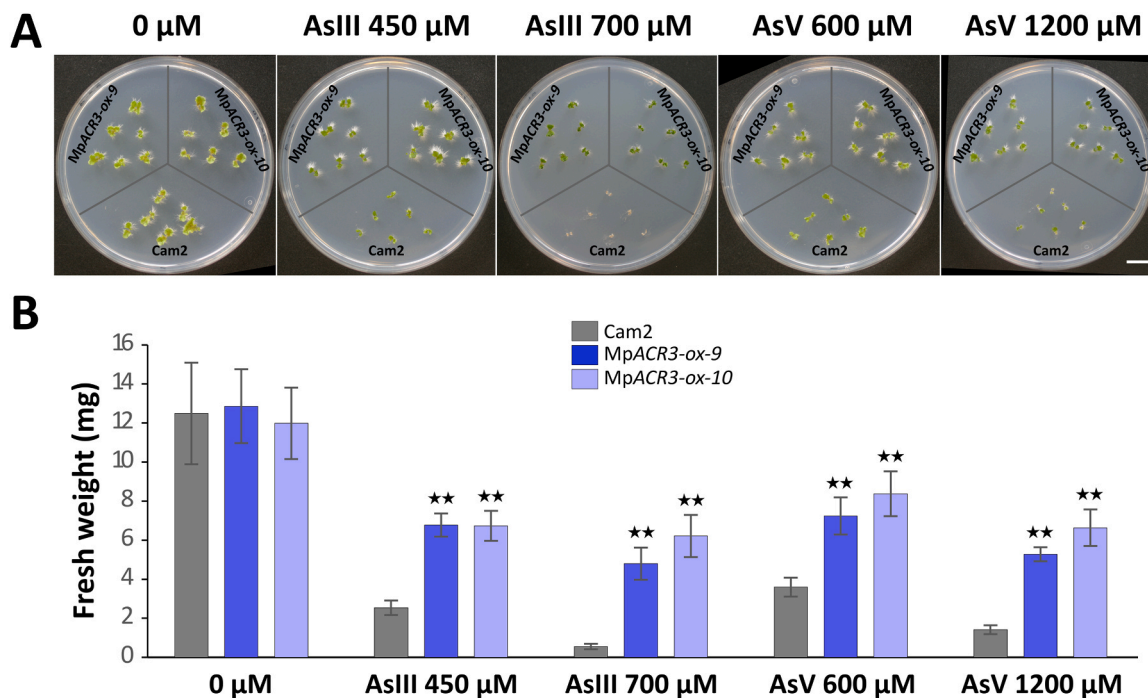 A
0 μM AsIII 450 μM AsIII 700 μM AsV 600 μM AsV 1200 μM
MpACR3-ox-9 MpACR3-ox-10 Cam2
MpACR3-ox-9 MpACR3-ox-10 Cam2
MpACR3-ox-9 MpACR3-ox-10 Cam2
MpACR3-ox-9 MpACR3-ox-10 Cam2
MpACR3-ox-9 MpACR3-ox-10 Cam2
B
Cam2
MpACR3-ox-9
MpACR3-ox-10
Fresh weight (mg)
16
14
12
10
8
6
4
2
0
★★ ★★ ★★ ★★ ★★ ★★ ★★ ★★
0 μM AsIII 450 μM AsIII 700 μM AsV 600 μM AsV 1200 μM